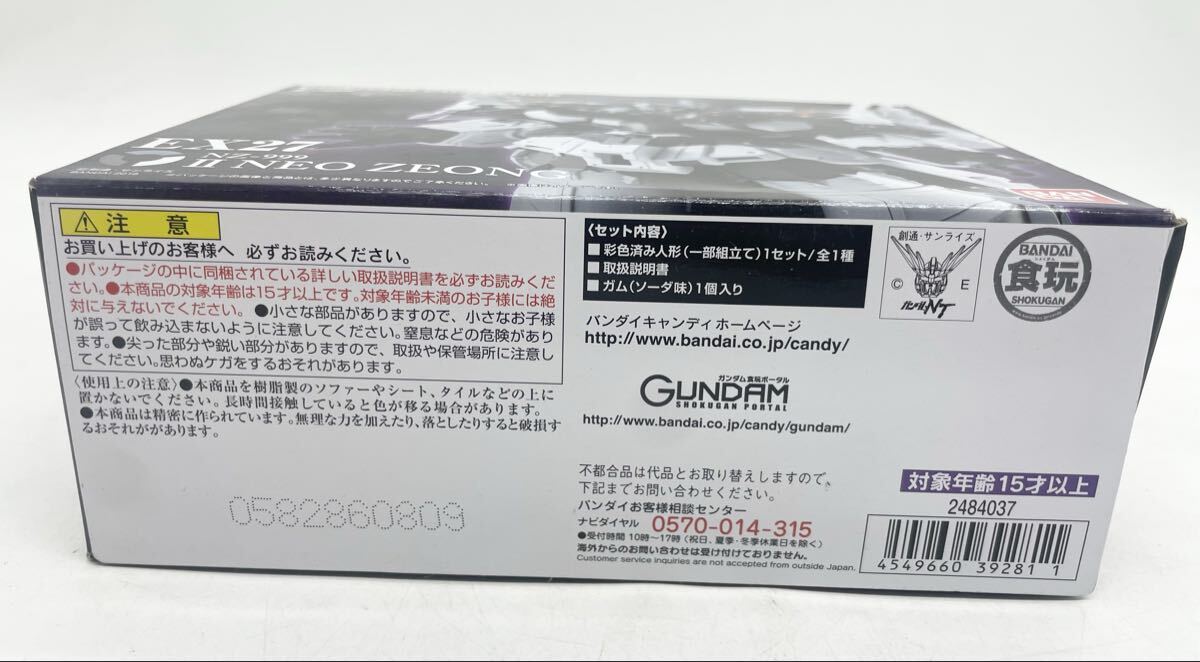 EX27
NZ-999
II NEO ZEONG
BAN
注意
お買い上げのお客様へ 必ずお読みください。
●パッケージの中に同梱されている詳しい取扱説明書を必ずお読みくだ
さい。●本商品の対象年齢は15才以上です。対象年齢未満のお子様には絶
対に与えないでください。●小さな部品がありますので、小さなお子様
が誤って飲み込まないように注意してください。窒息などの危険があり
ます。●尖った部分や鋭い部分がありますので、取扱や保管場所に注意し
てください。思わぬケガをするおそれがあります。
〈使用上の注意〉●本商品を樹脂製のソファーやシート、タイルなどの上に
置かないでください。長時間接触していると色が移る場合があります。
●本商品は精密に作られています。無理な力を加えたり、落としたりすると破損す
るおそれががあります。
0582860809
〈セット内容〉
■彩色済み人形(一部組立て)1セット/全1種
■取扱説明書
■ガム(ソーダ味)1個入り
バンダイキャンディホームページ
http://www.bandai.co.jp/candy/
ガンダム食玩ポータル
GUNDAM
SHOKUGAN PORTAL
http://www.bandai.co.jp/candy/gundam/
創通・サンライズ
C E
ガンダムNT
BANDAI
食玩
SHOKUGAN
不都合品は代品とお取り替えしますので、
下記までお問い合わせください。
バンダイお客様相談センター
ナビダイヤル 0570-014-315
●受付時間 10時〜17時(祝日、夏季・冬季休業日を除く)
海外からのお問い合わせは受け付けておりません。
Customer service inquiries are not accepted from outside Japan.
対象年齢15才以上
2484037
4549660 39281 1